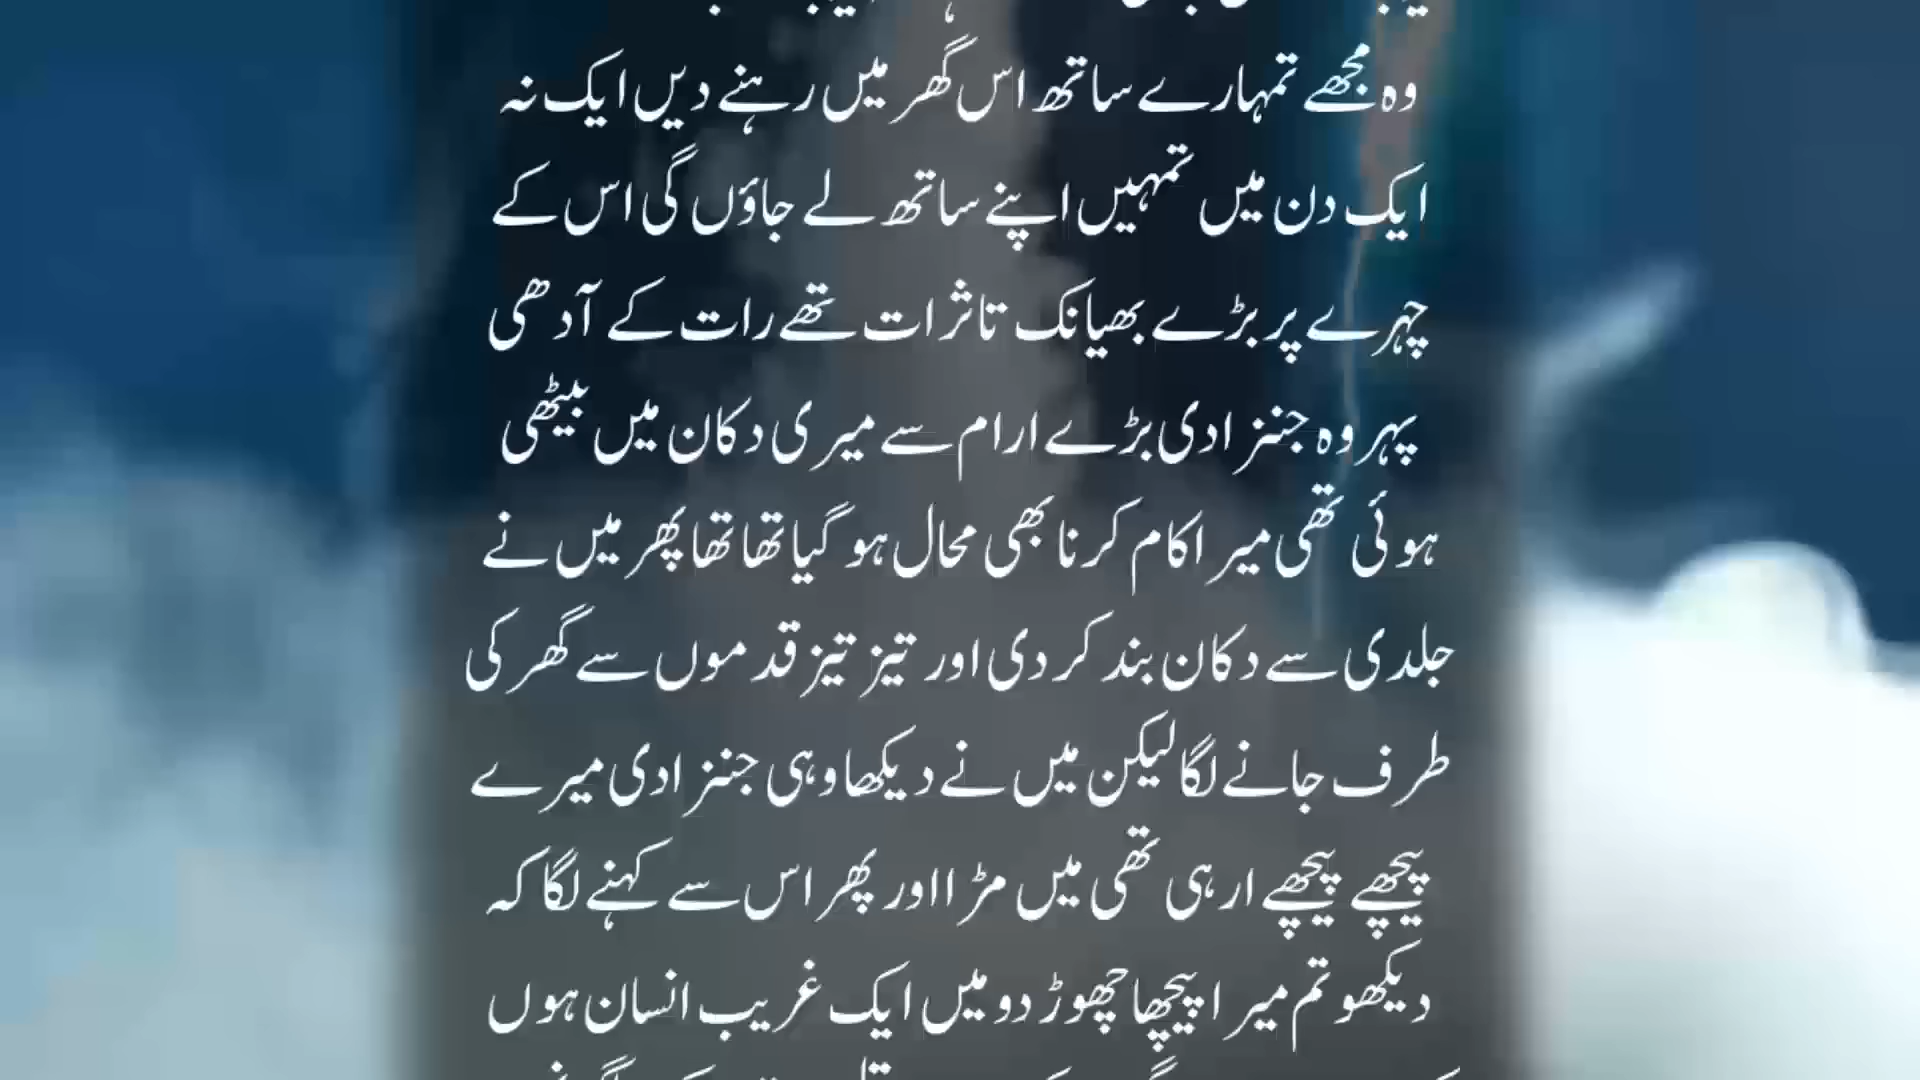 وہ مجھے تمہارے ساتھ اس گھر میں رہنے دیں ایک نہ
ایک دن میں تمہیں اپنے ساتھ لے جاؤں گی اس کے
چہرے پر بڑے بھیانک تاثرات تھے رات کے آدھی
پہر وہ جنزادی بڑے ارام سے میری دکان میں بیٹھی
ہوئی تھی میرا کام کرنا بھی محال ہو گیا تھا تھا پھر میں نے
جلدی سے دکان بند کر دی اور تیز تیز قدموں سے گھر کی
طرف جانے لگا لیکن میں نے دیکھا وہی جنزادی میرے
پیچھے پیچھے ارہی تھی میں مڑا اور پھر اس سے کہنے لگا کہ
دیکھو تم میرا پیچھا چھوڑ دو میں ایک غریب انسان ہوں